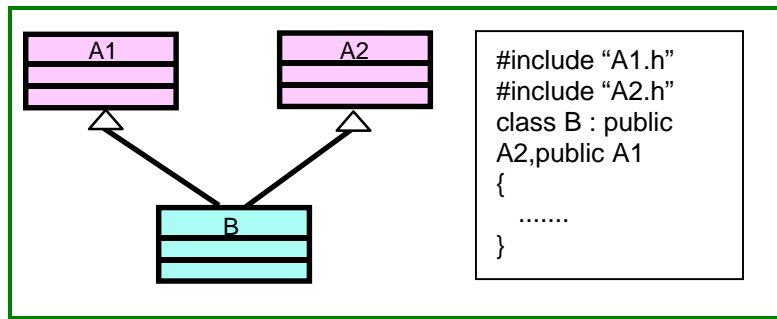 A1
A2
B
#include “A1.h”
#include “A2.h”
class B : public
A2,public A1
{
.......
}